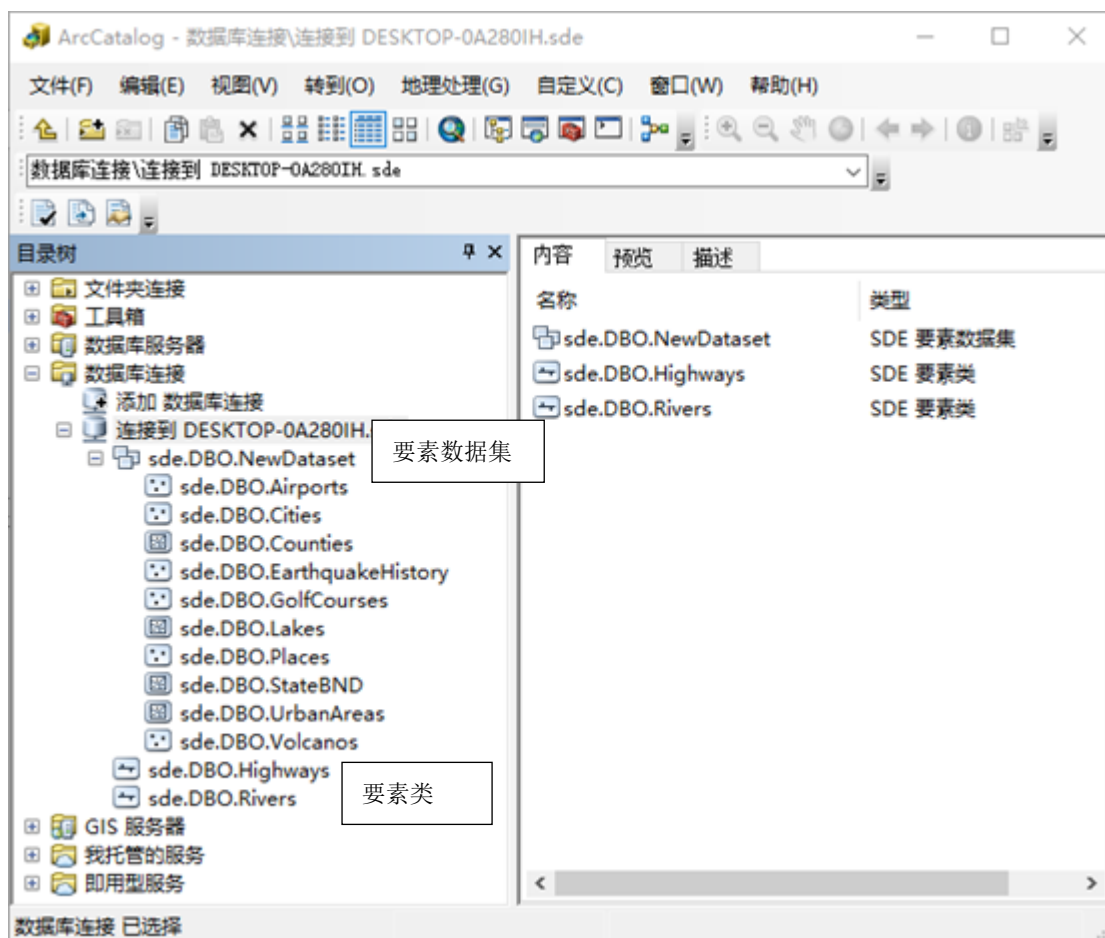 ArcCatalog - 数据库连接\连接到 DESKTOP-0A280IH.sde
文件(F) 编辑(E) 视图(V) 转到(O) 地理处理(G) 自定义(C) 窗口(W) 帮助(H)
数据库连接\连接到 DESKTOP-0A280IH.sde
目录树
文件夹连接
工具箱
数据库服务器
数据库连接
添加 数据库连接
连接到 DESKTOP-0A280IH.
要素数据集
sde.DBO.NewDataset
sde.DBO.Airports
sde.DBO.Cities
sde.DBO.Counties
sde.DBO.EarthquakeHistory
sde.DBO.GolfCourses
sde.DBO.Lakes
sde.DBO.Places
sde.DBO.StateBND
sde.DBO.UrbanAreas
sde.DBO.Volcanos
sde.DBO.Highways
要素类
sde.DBO.Rivers
GIS 服务器
我托管的服务
即用型服务
内容 预览 描述
名称 类型
sde.DBO.NewDataset SDE 要素数据集
sde.DBO.Highways SDE 要素类
sde.DBO.Rivers SDE 要素类
数据库连接 已选择